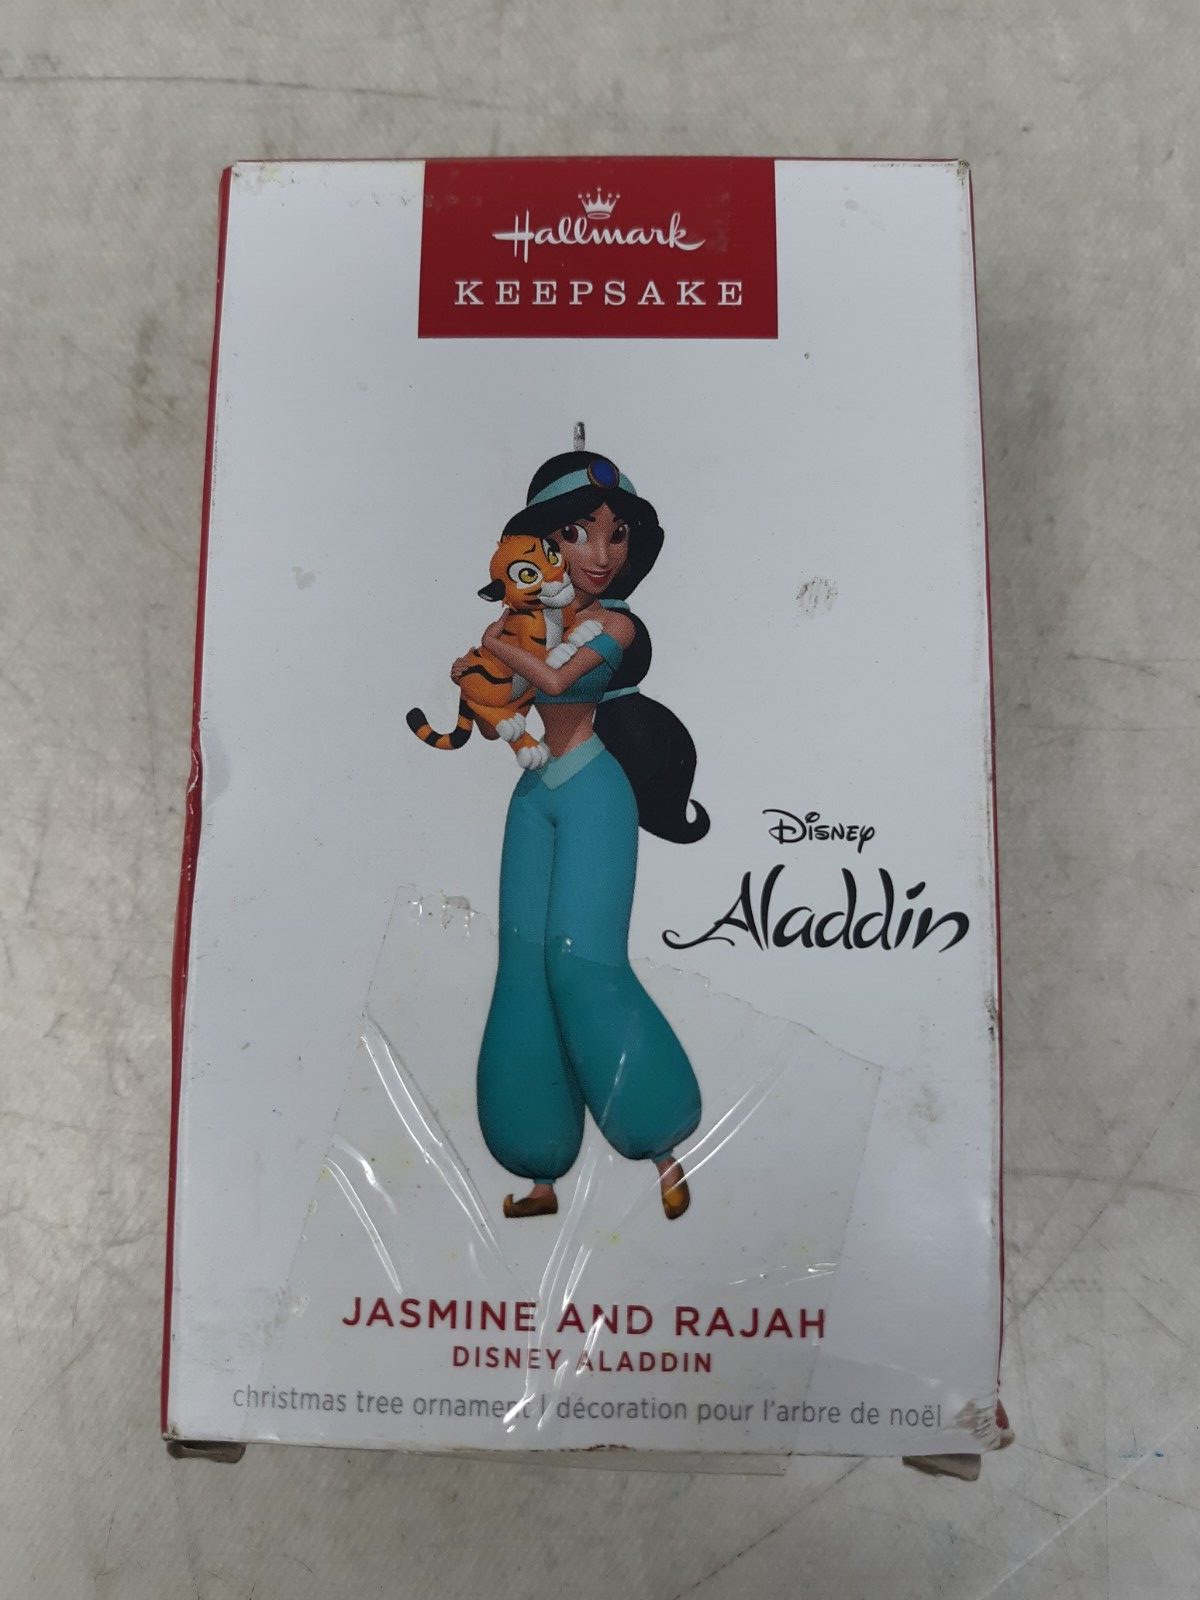 Hallmark
KEEPSAKE
Disney
Aladdin
JASMINE AND RAJAH
DISNEY ALADDIN
christmas tree ornament | décoration pour l'arbre de noël